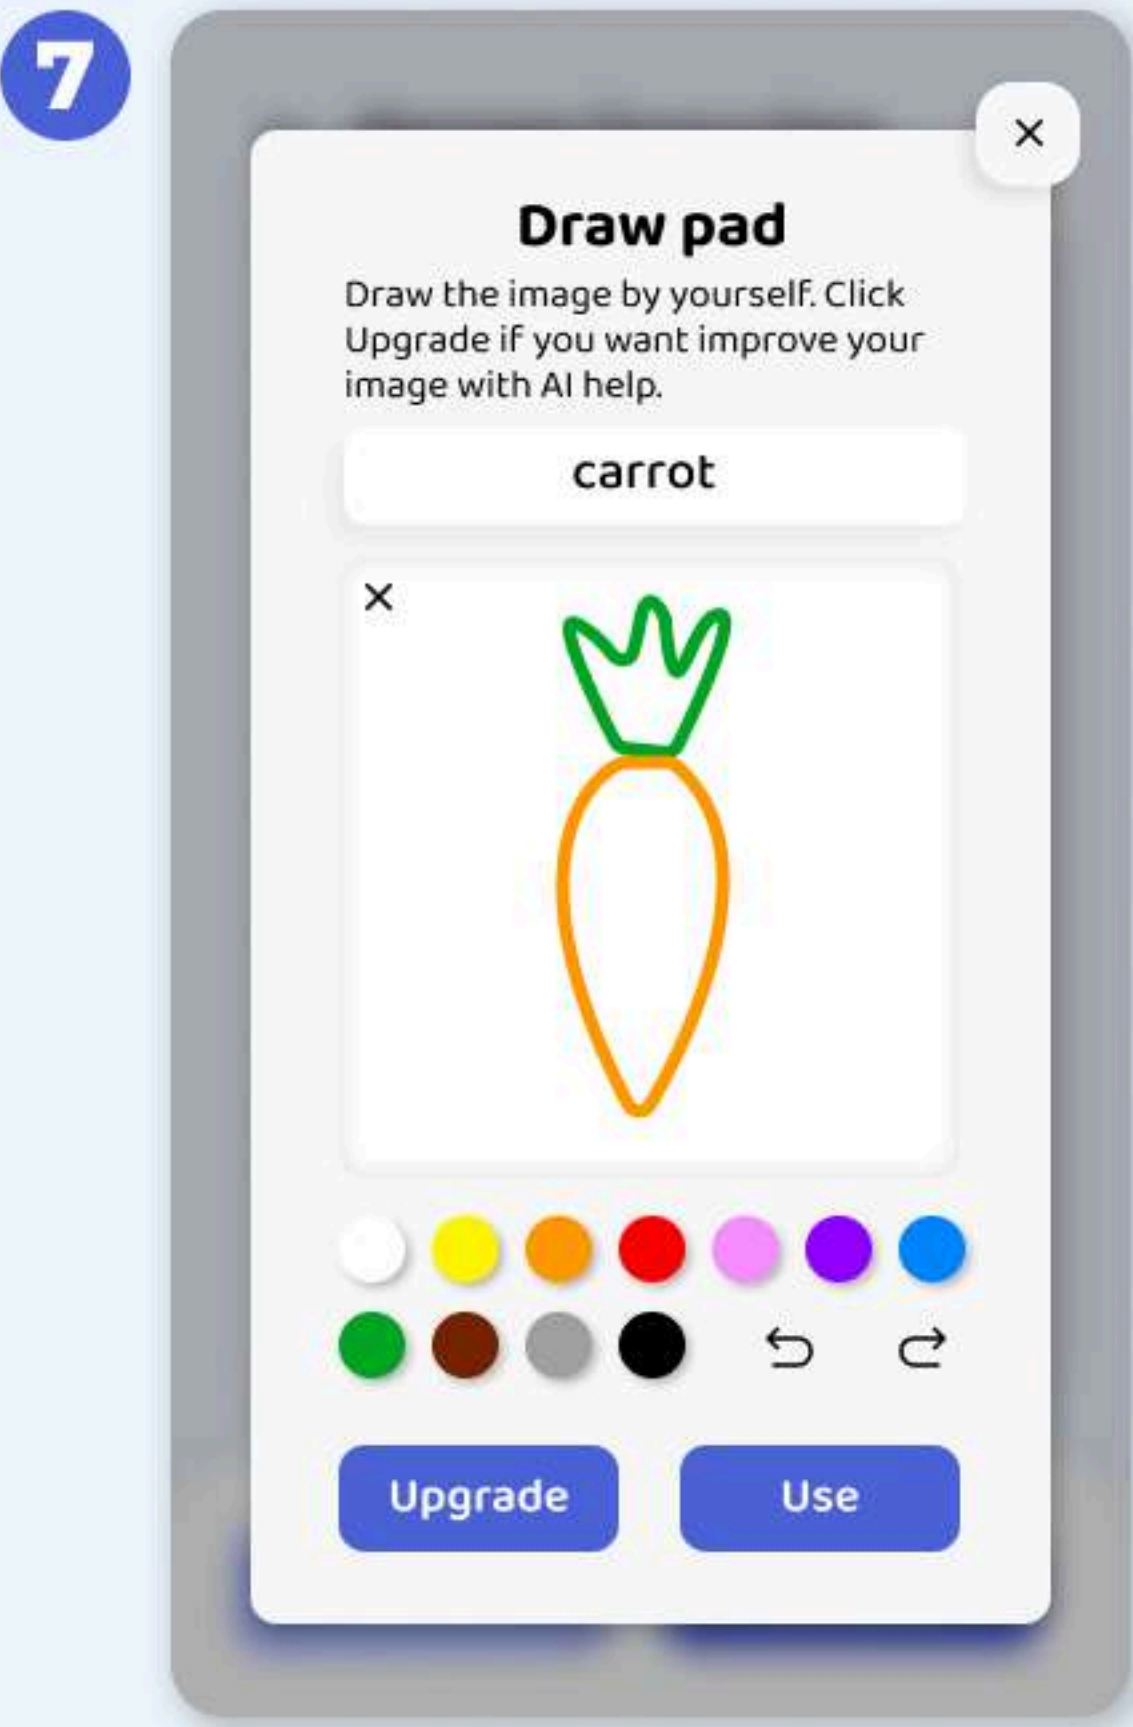 7
Draw pad
Draw the image by yourself. Click
Upgrade if you want improve your
image with AI help.
carrot
Upgrade
Use